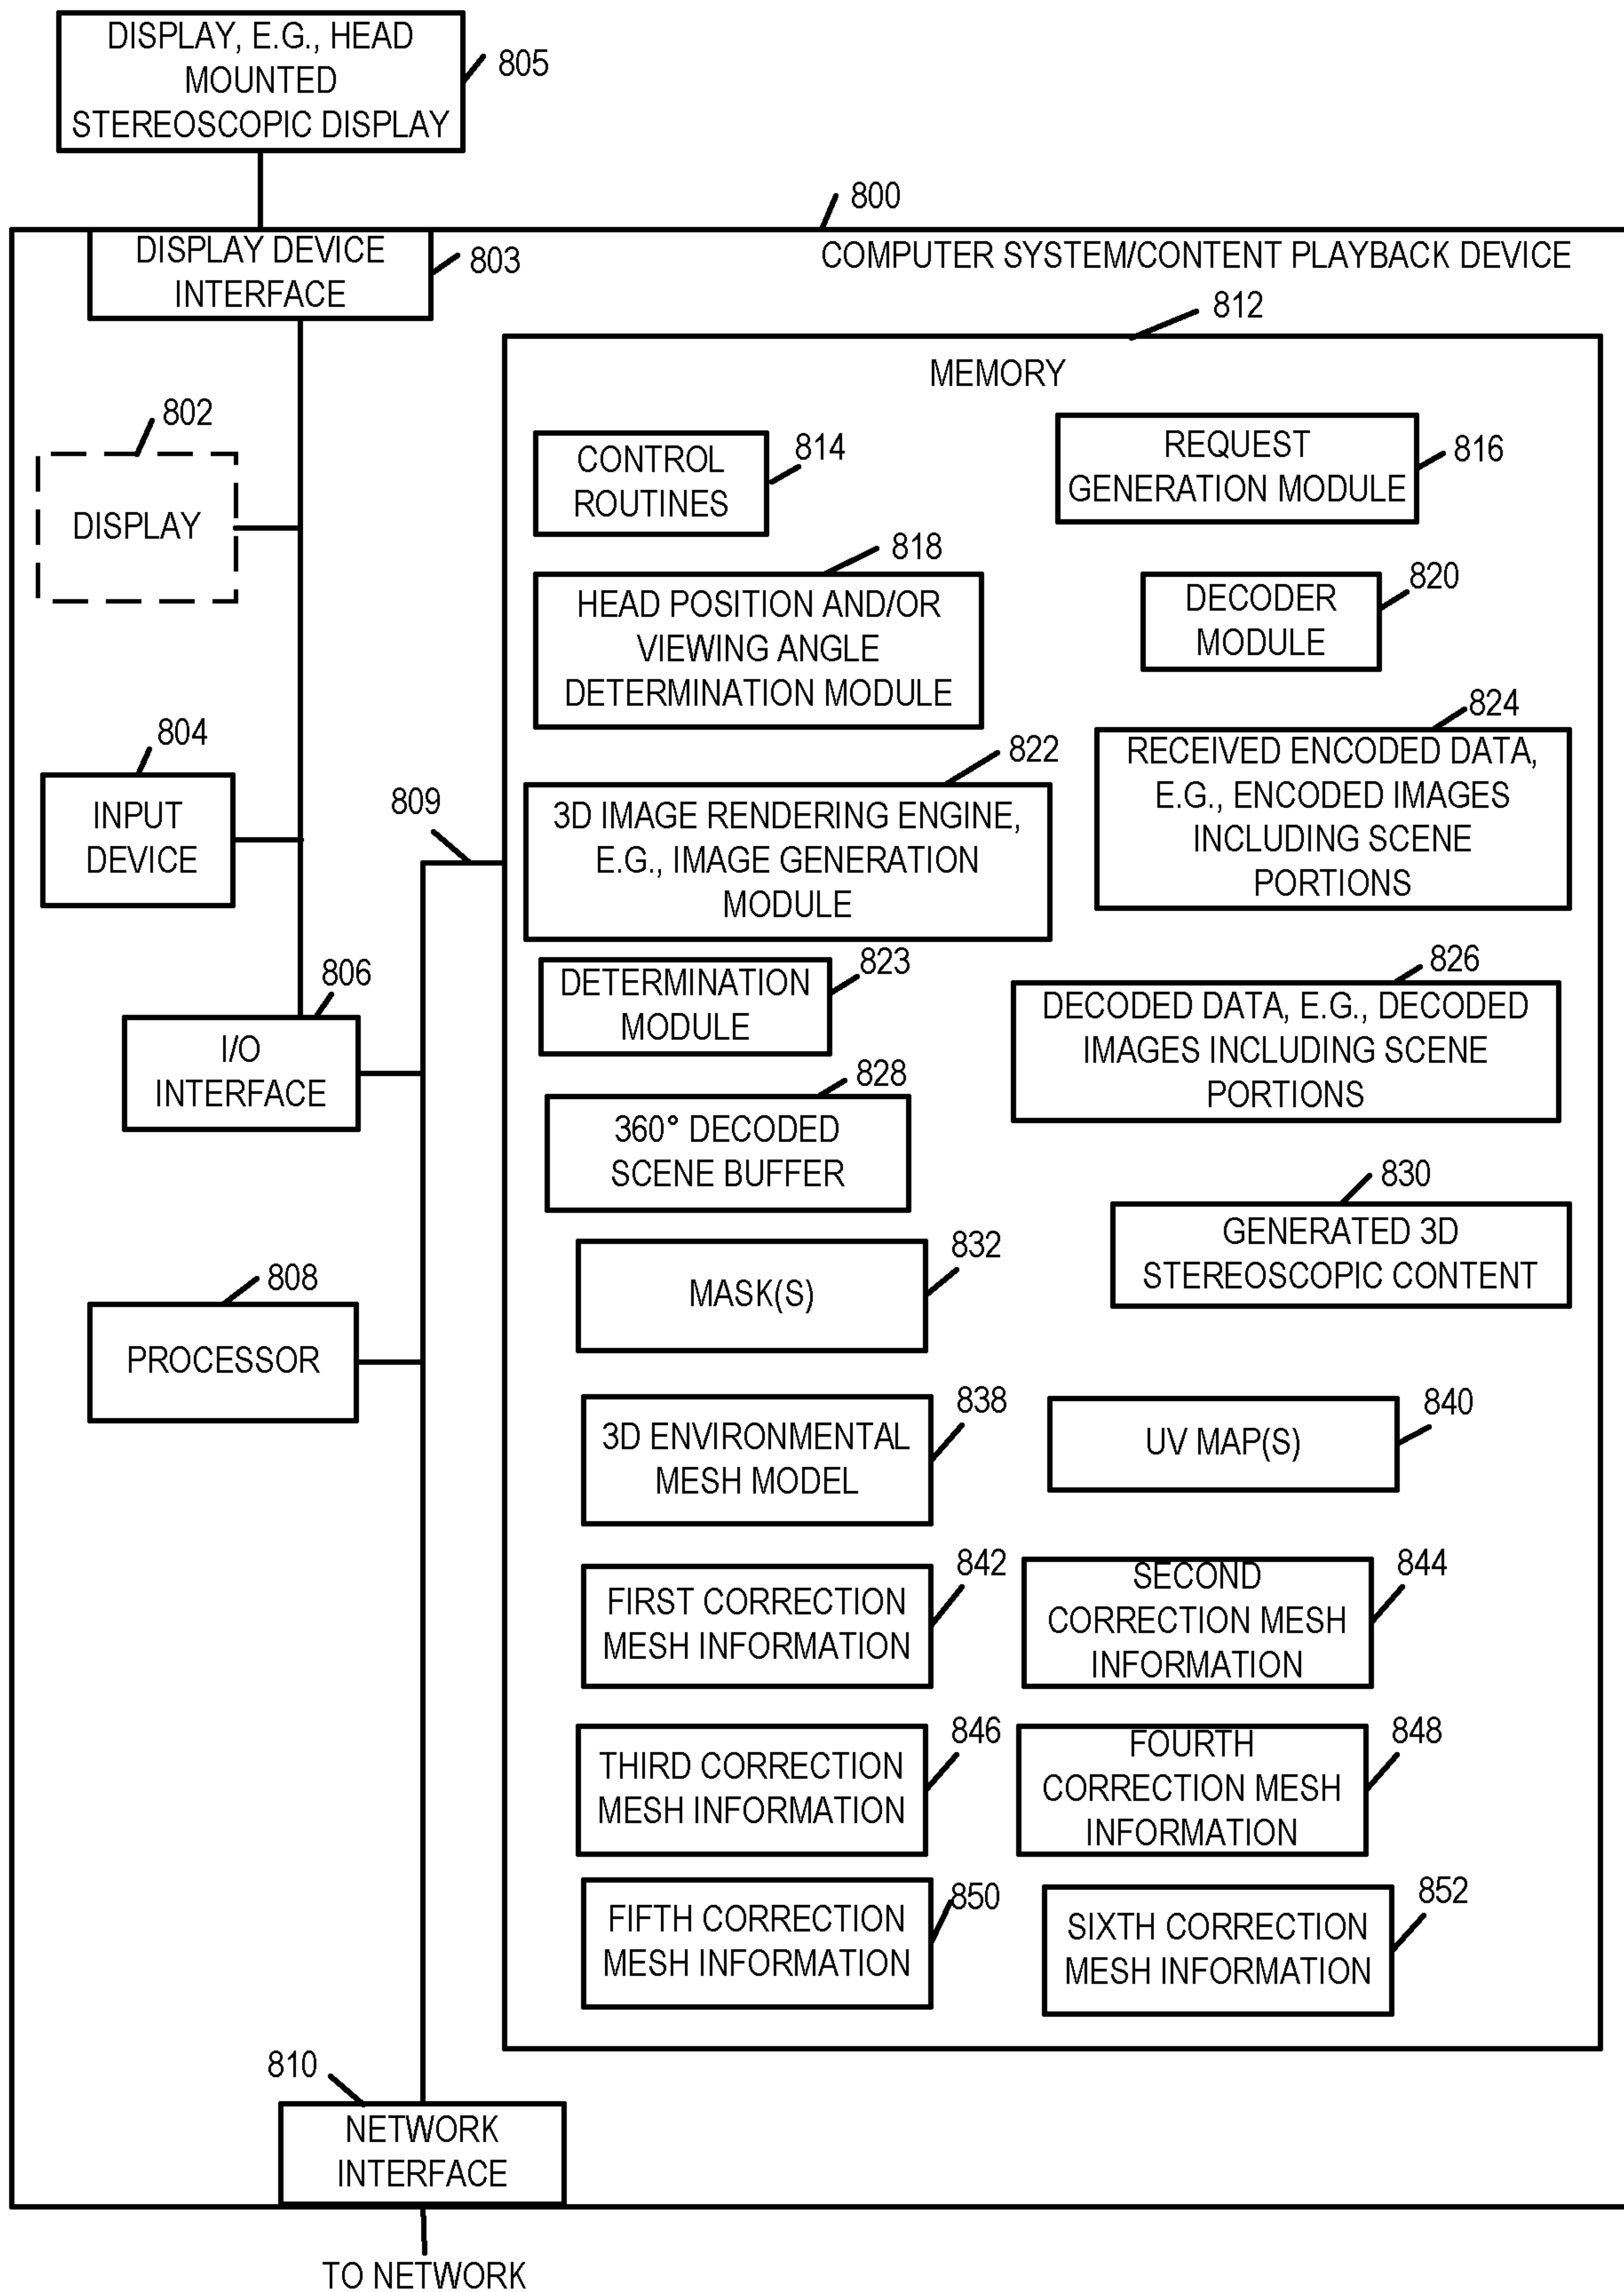 DISPLAY, E.G., HEAD
MOUNTED
STEREOSCOPIC DISPLAY
805
800
DISPLAY DEVICE
INTERFACE
803
COMPUTER SYSTEM/CONTENT PLAYBACK DEVICE
812
MEMORY
802
DISPLAY
CONTROL
ROUTINES
814
REQUEST
GENERATION MODULE
816
818
HEAD POSITION AND/OR
VIEWING ANGLE
DETERMINATION MODULE
820
DECODER
MODULE
804
INPUT
DEVICE
809
822
3D IMAGE RENDERING ENGINE,
E.G., IMAGE GENERATION
MODULE
824
RECEIVED ENCODED DATA,
E.G., ENCODED IMAGES
INCLUDING SCENE
PORTIONS
806
I/O
INTERFACE
823
DETERMINATION
MODULE
826
DECODED DATA, E.G., DECODED
IMAGES INCLUDING SCENE
PORTIONS
828
360° DECODED
SCENE BUFFER
830
GENERATED 3D
STEREOSCOPIC CONTENT
808
PROCESSOR
832
MASK(S)
838
3D ENVIRONMENTAL
MESH MODEL
840
UV MAP(S)
842
FIRST CORRECTION
MESH INFORMATION
844
SECOND
CORRECTION MESH
INFORMATION
846
THIRD CORRECTION
MESH INFORMATION
848
FOURTH
CORRECTION MESH
INFORMATION
850
FIFTH CORRECTION
MESH INFORMATION
852
SIXTH CORRECTION
MESH INFORMATION
810
NETWORK
INTERFACE
TO NETWORK